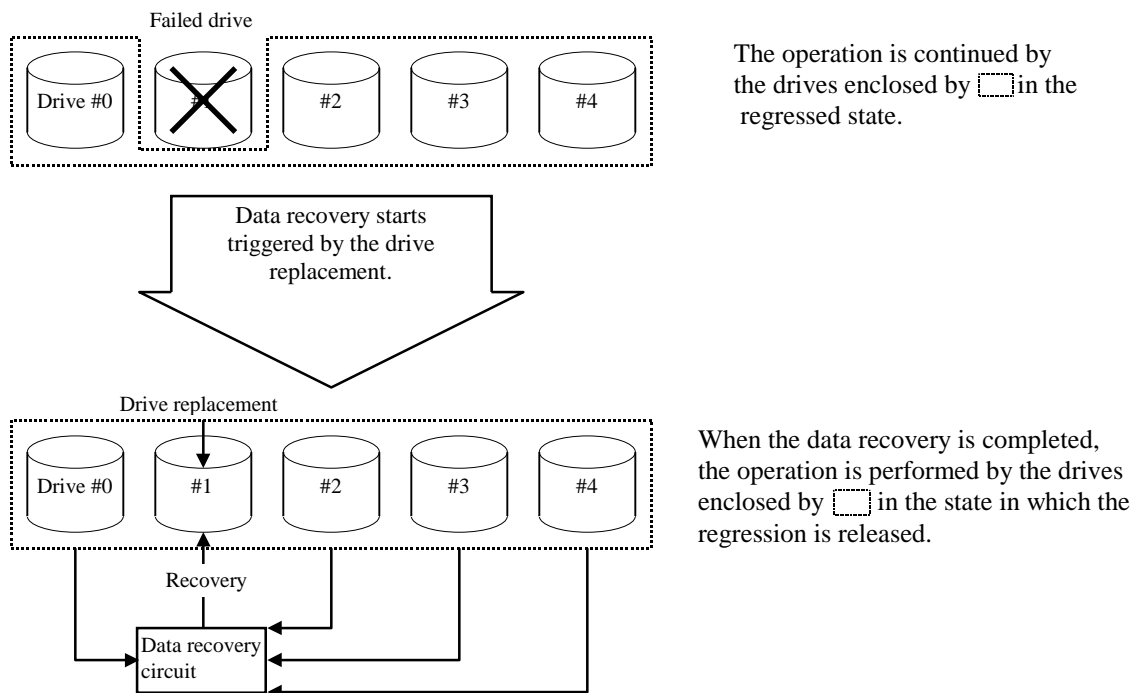 Failed drive
Drive #0
#2
#3
#4
The operation is continued by
the drives enclosed by in the
regressed state.
Data recovery starts
triggered by the drive
replacement.
Drive replacement
Drive #0
#1
#2
#3
#4
When the data recovery is completed,
the operation is performed by the drives
enclosed by in the state in which the
regression is released.
Recovery
Data recovery
circuit